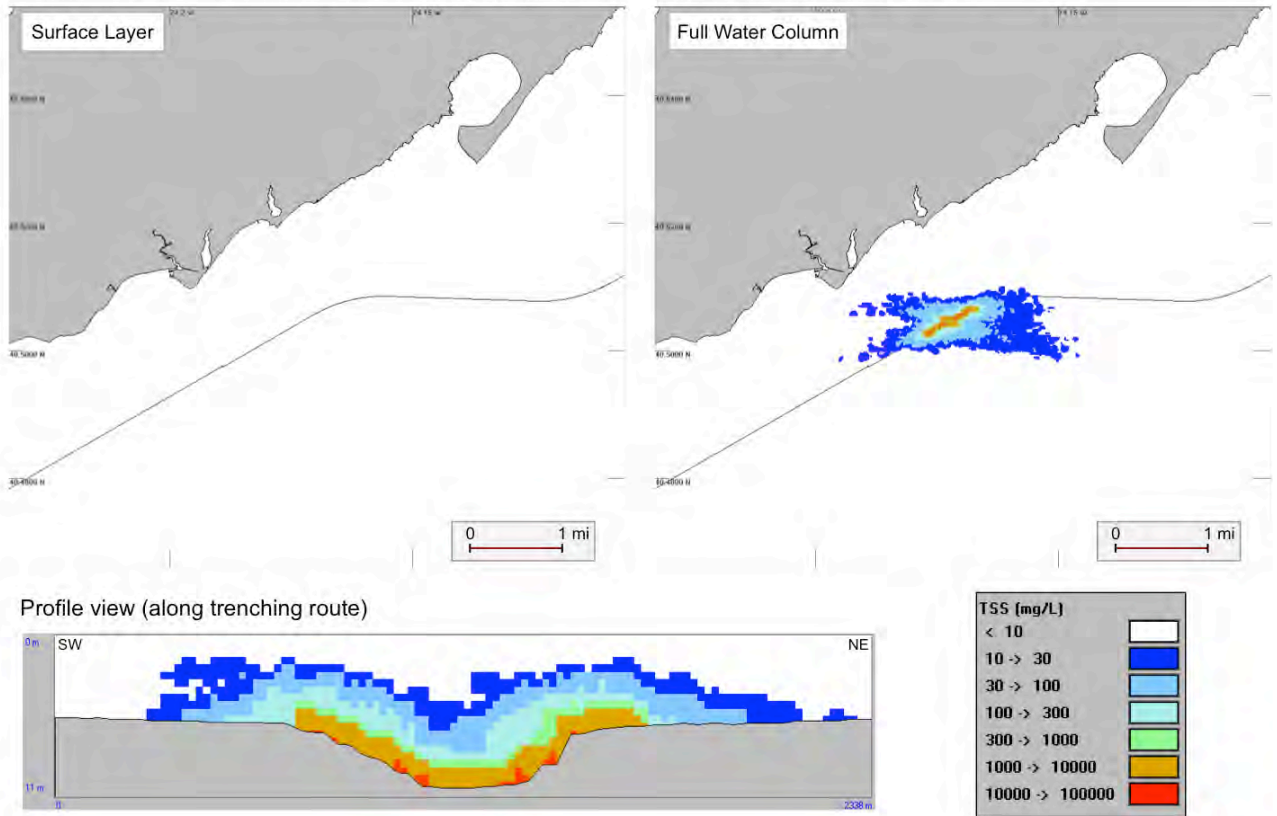 Surface Layer
Full Water Column
0 1 mi
0 1 mi
Profile view (along trenching route)
0 m
SW
NE
11 m
0
2338 m
TSS (mg/L)
< 10
10 -> 30
30 -> 100
100 -> 300
300 -> 1000
1000 -> 10000
10000 -> 100000